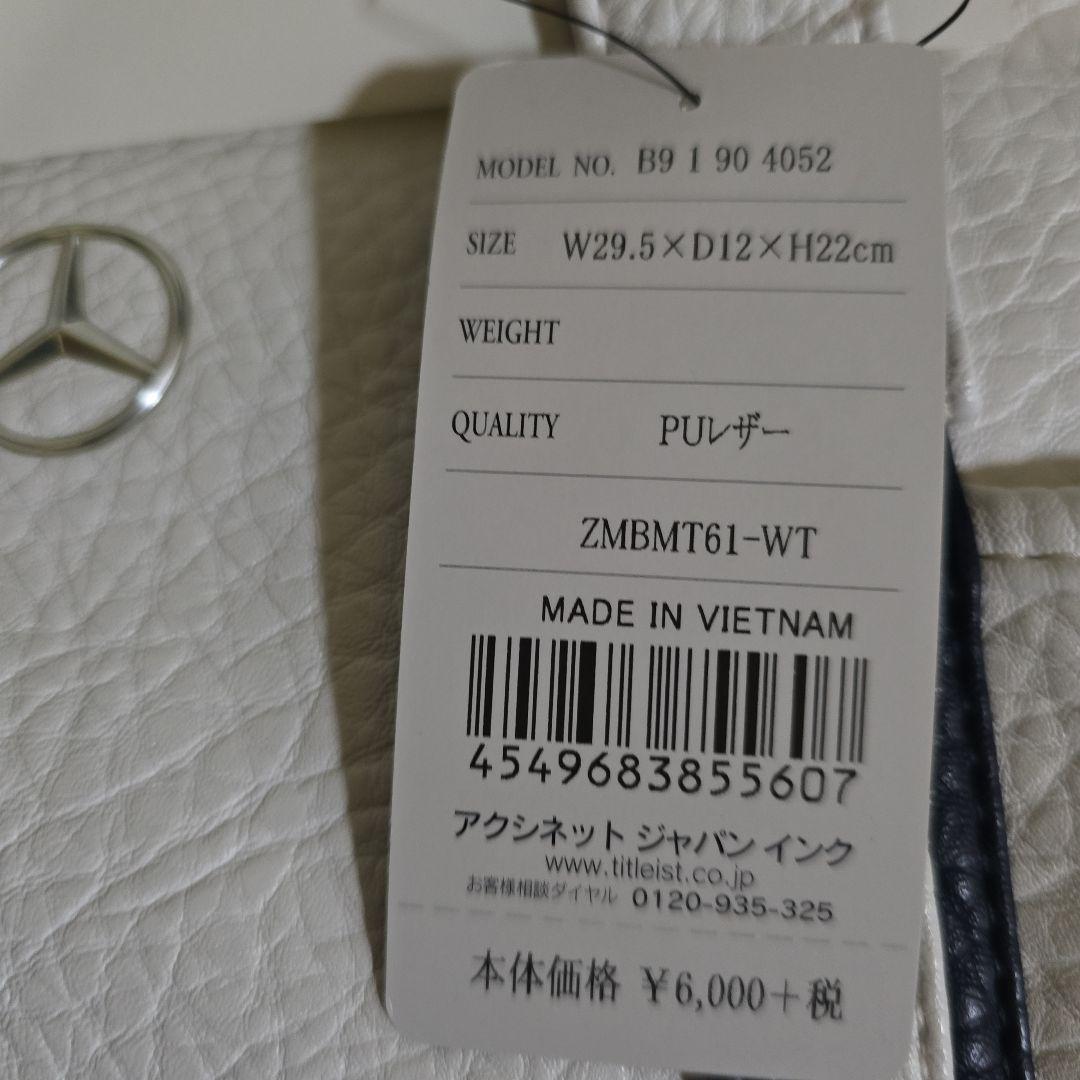 MODEL NO. B9 1 90 4052
SIZE W29.5×D12×H22cm
WEIGHT
QUALITY PUレザー
ZMBMT61-WT
MADE IN VIETNAM
4549683855607
アクシネット ジャパン インク
www.titleist.co.jp
お客様相談ダイヤル 0120-935-325
本体価格 ¥6,000+税